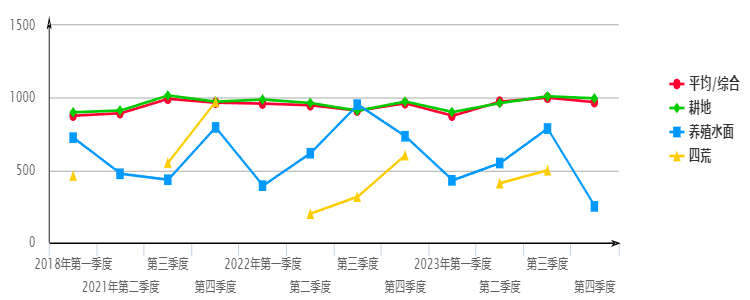 1500
1000
500
0
2018年第一季度
2021年第二季度
第三季度
第四季度
2022年第一季度
第二季度
第三季度
第四季度
2023年第一季度
第二季度
第三季度
第四季度
平均/综合
耕地
养殖水面
四荒